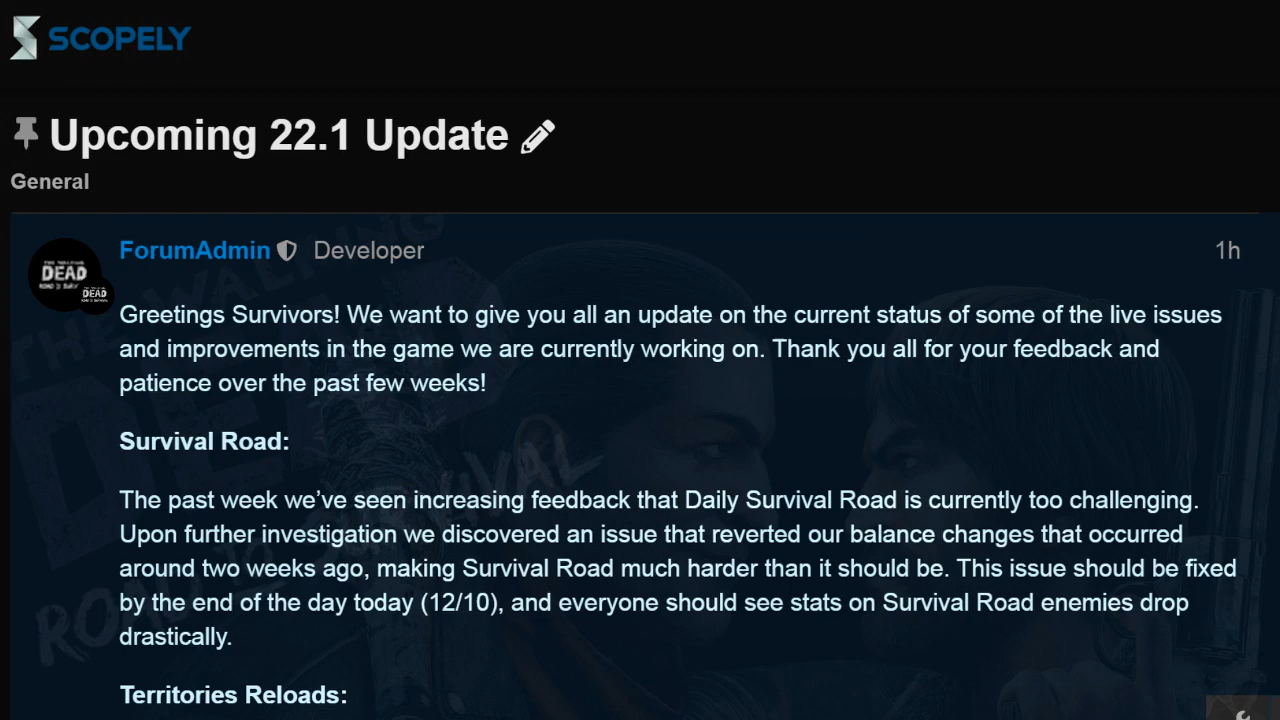 SCOPELY
Upcoming 22.1 Update
General
ForumAdmin Developer 1h
THE WALKING
DEAD
ROAD TO SURVIVAL
Greetings Survivors! We want to give you all an update on the current status of some of the live issues
and improvements in the game we are currently working on. Thank you all for your feedback and
patience over the past few weeks!
Survival Road:
The past week we’ve seen increasing feedback that Daily Survival Road is currently too challenging.
Upon further investigation we discovered an issue that reverted our balance changes that occurred
around two weeks ago, making Survival Road much harder than it should be. This issue should be fixed
by the end of the day today (12/10), and everyone should see stats on Survival Road enemies drop
drastically.
Territories Reloads: